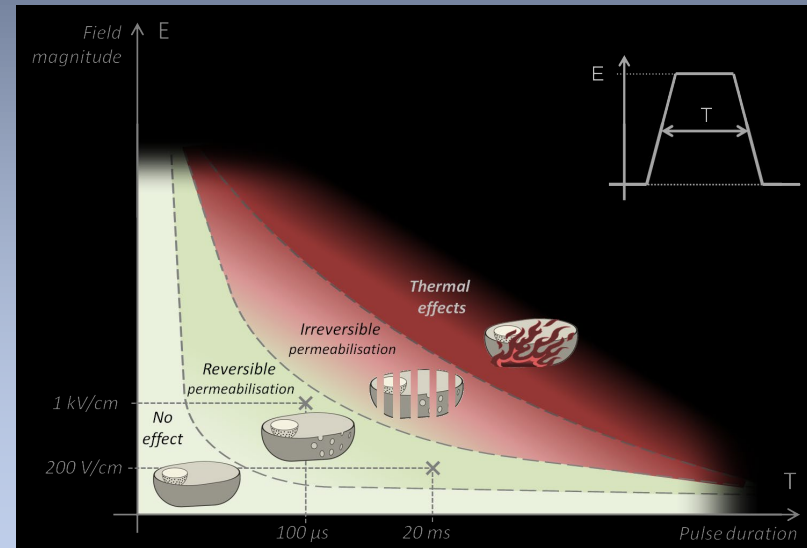 Field
magnitude
E
E
T
Thermal
effects
Irreversible
permeabilisation
Reversible
permeabilisation
1 kV/cm
No
effect
200 V/cm
T
100 μs
20 ms
Pulse duration